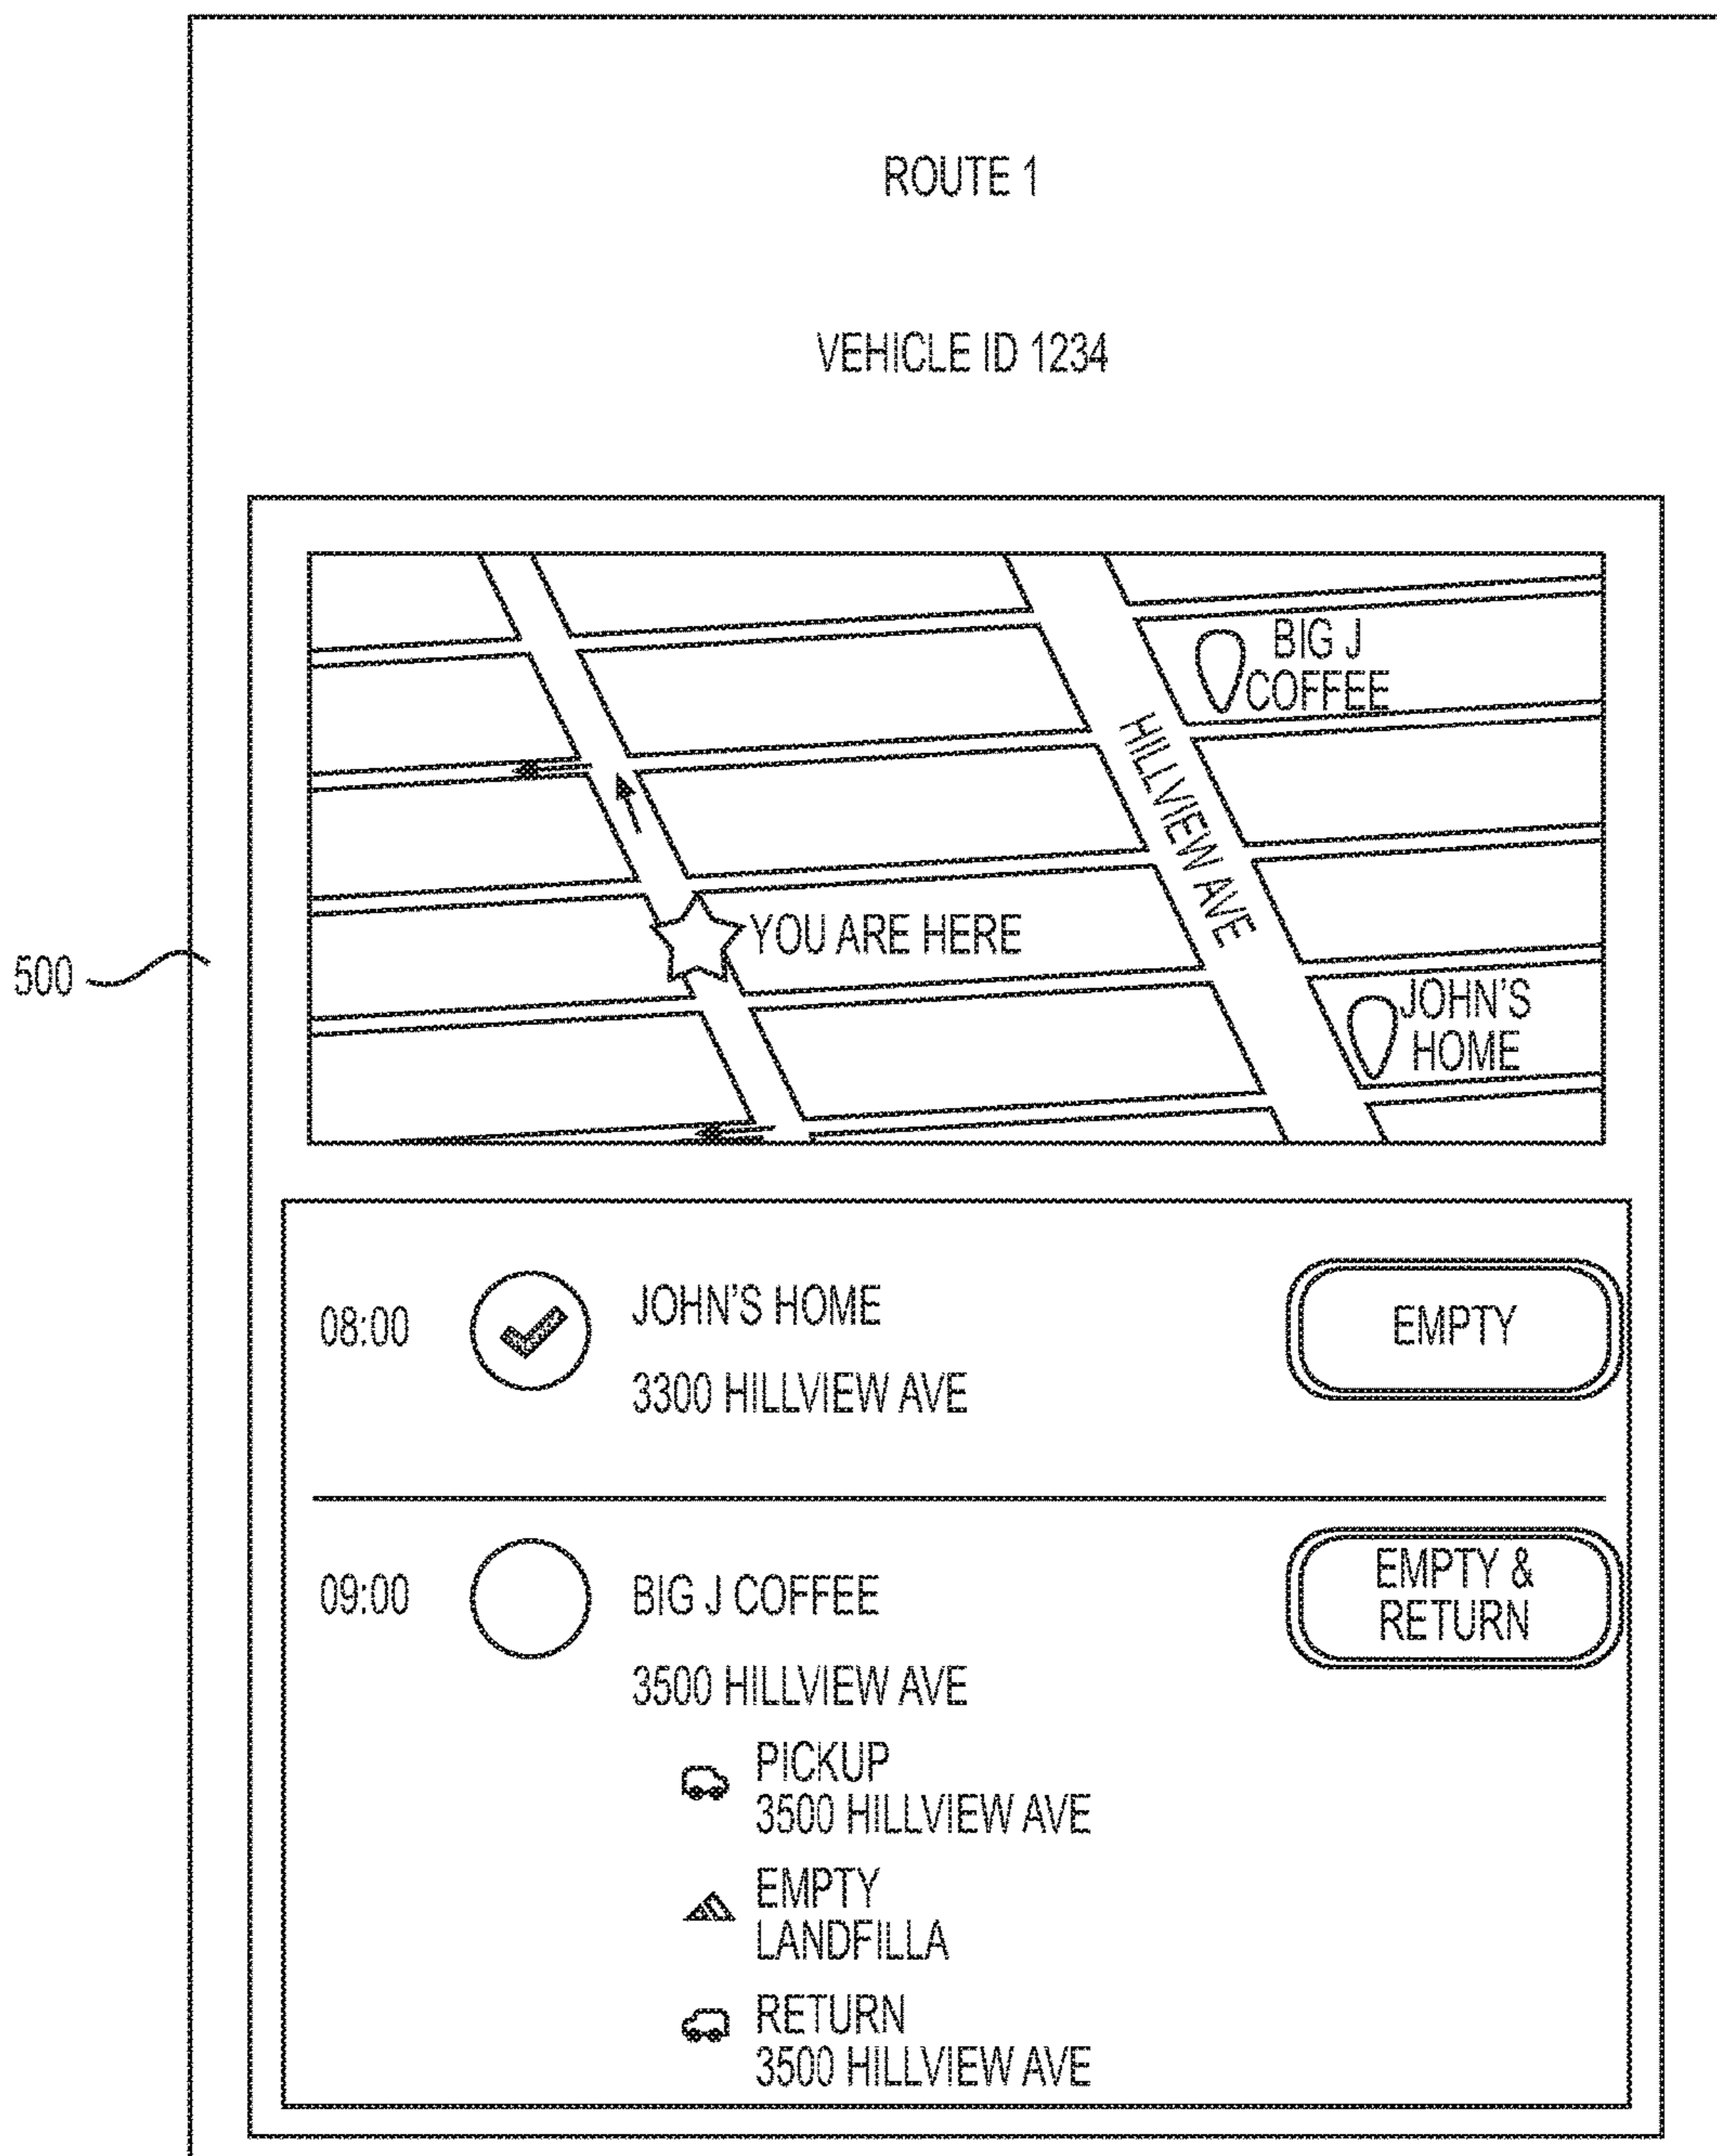 ROUTE 1
VEHICLE ID 1234
BIG J
COFFEE
HILLVIEW AVE
YOU ARE HERE
500
JOHN'S
HOME
08:00
JOHN'S HOME
EMPTY
3300 HILLVIEW AVE
09:00
BIG J COFFEE
EMPTY &
RETURN
3500 HILLVIEW AVE
PICKUP
3500 HILLVIEW AVE
EMPTY
LANDFILLA
RETURN
3500 HILLVIEW AVE